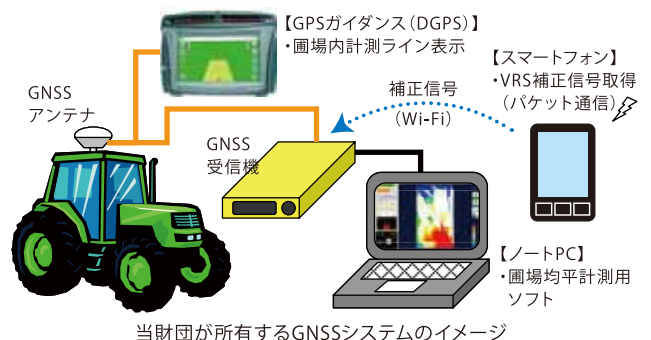 【GPSガイダンス（DGPS）】
・圃場内計測ライン表示
GNSS
アンテナ
GNSS
受信機
補正信号
（Wi-Fi）
【スマートフォン】
・VRS補正信号取得
（パケット通信）
【ノートPC】
・圃場均平計測用
ソフト
当財団が所有するGNSSシステムのイメージ